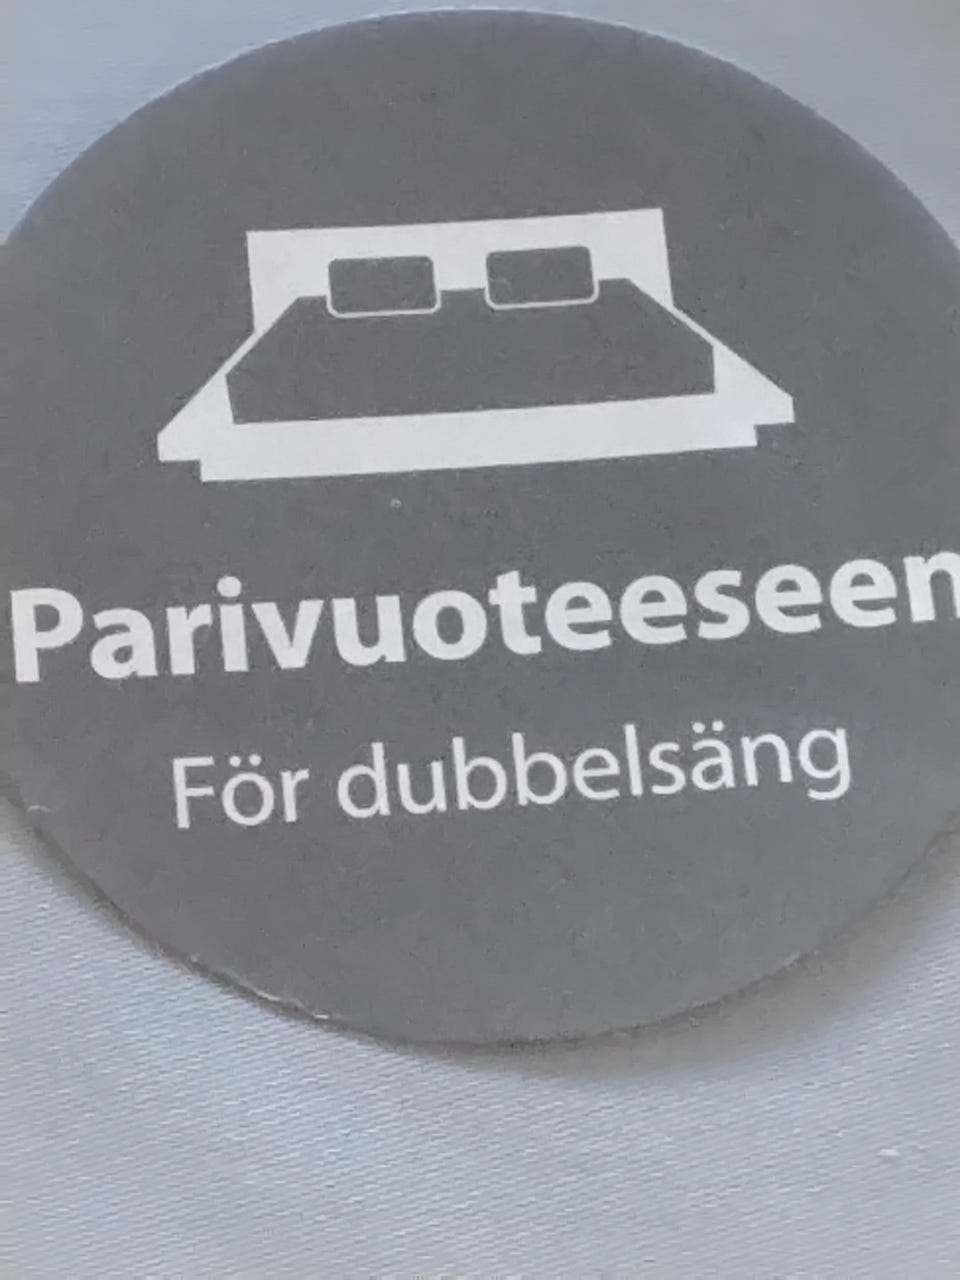 Parivuoteeseen
För dubbelsäng